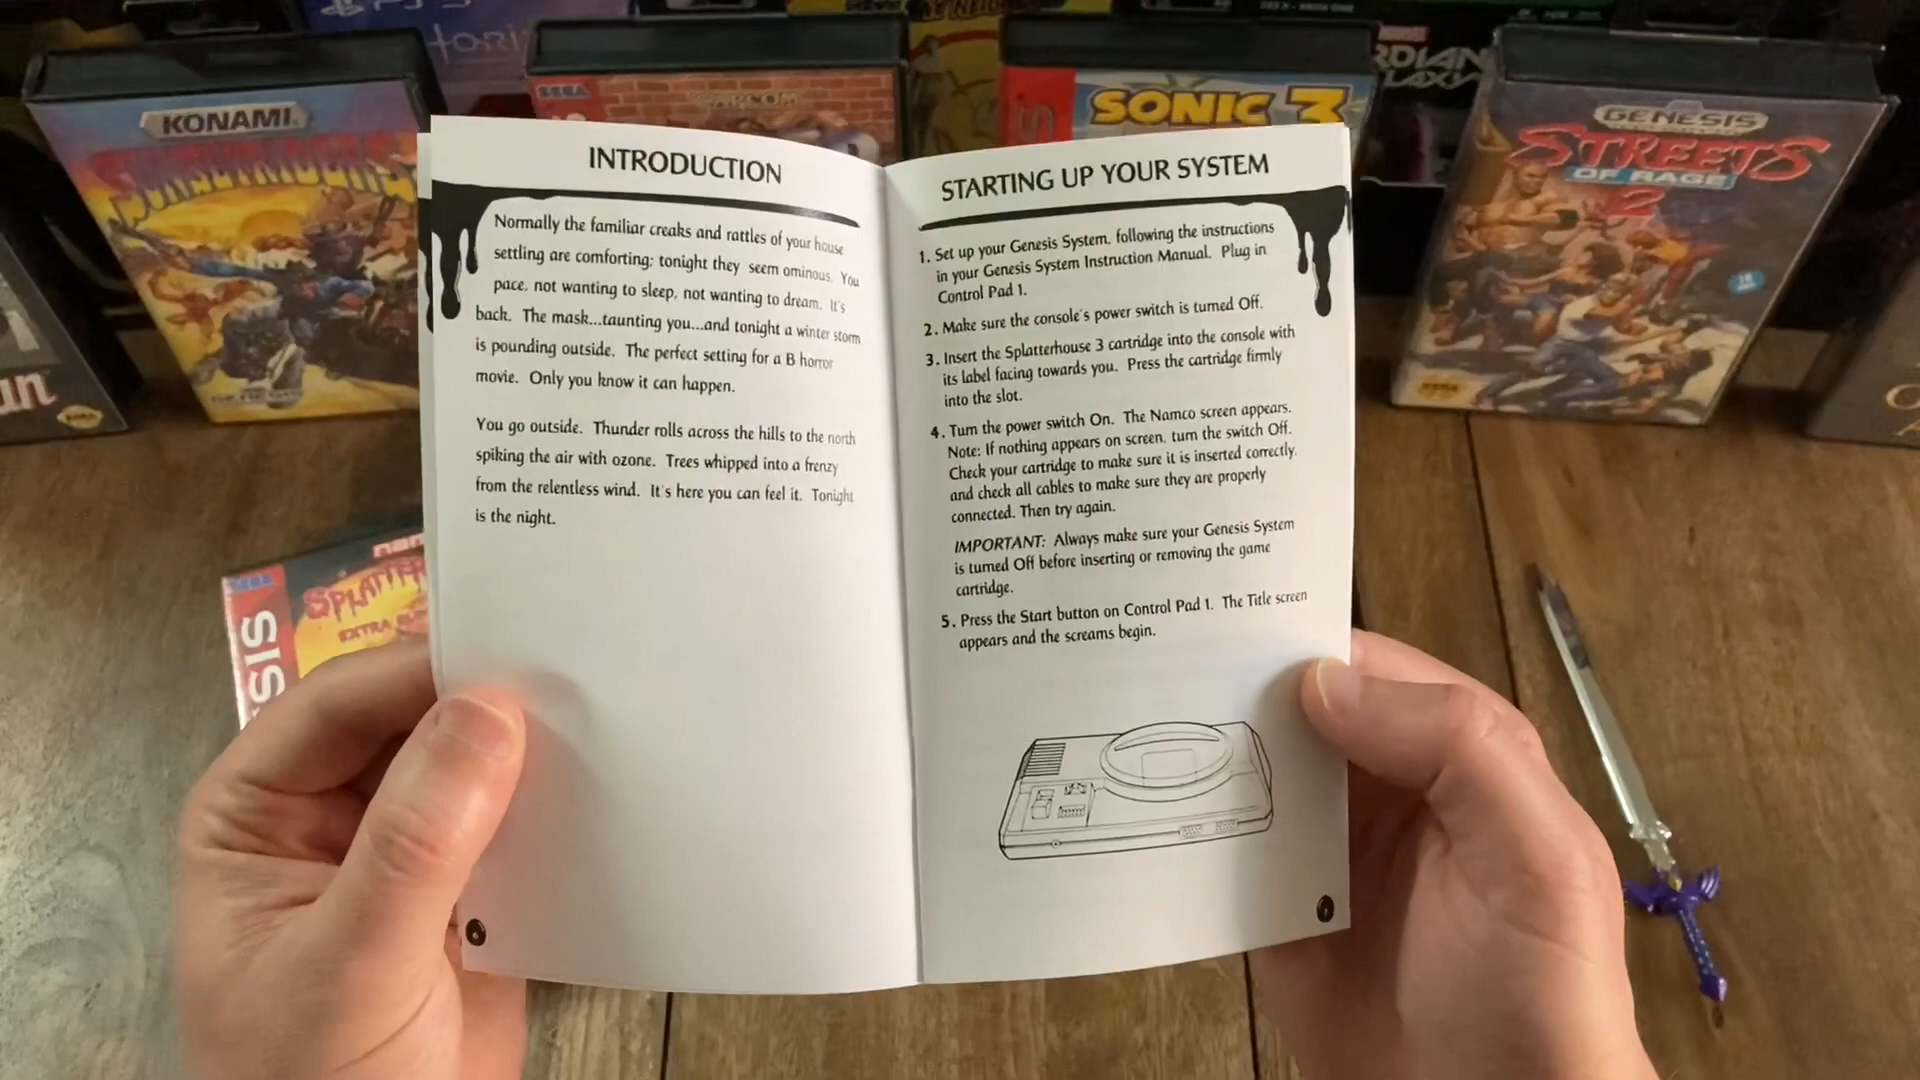 KONAMI
SUNSET RIDERS
GENESIS
SEGA
CAPCOM
SONIC 3
GENESIS
STREETS
OF RAGE
2
SEGA
INTRODUCTION
Normally the familiar creaks and rattles of your house
settling are comforting; tonight they seem ominous. You
pace, not wanting to sleep, not wanting to dream. It's
back. The mask...taunting you...and tonight a winter storm
is pounding outside. The perfect setting for a B horror
movie. Only you know it can happen.
You go outside. Thunder rolls across the hills to the north
spiking the air with ozone. Trees whipped into a frenzy
from the relentless wind. It's here you can feel it. Tonight
is the night.
STARTING UP YOUR SYSTEM
1. Set up your Genesis System, following the instructions
in your Genesis System Instruction Manual. Plug in
Control Pad 1.
2. Make sure the console's power switch is turned Off.
3. Insert the Splatterhouse 3 cartridge into the console with
its label facing towards you. Press the cartridge firmly
into the slot.
4. Turn the power switch On. The Namco screen appears.
Note: If nothing appears on screen, turn the switch Off.
Check your cartridge to make sure it is inserted correctly,
and check all cables to make sure they are properly
connected. Then try again.
IMPORTANT: Always make sure your Genesis System
is turned Off before inserting or removing the game
cartridge.
5. Press the Start button on Control Pad 1. The Title screen
appears and the screams begin.
SEGA
nam
SPLATTER
EXTRA
SIS